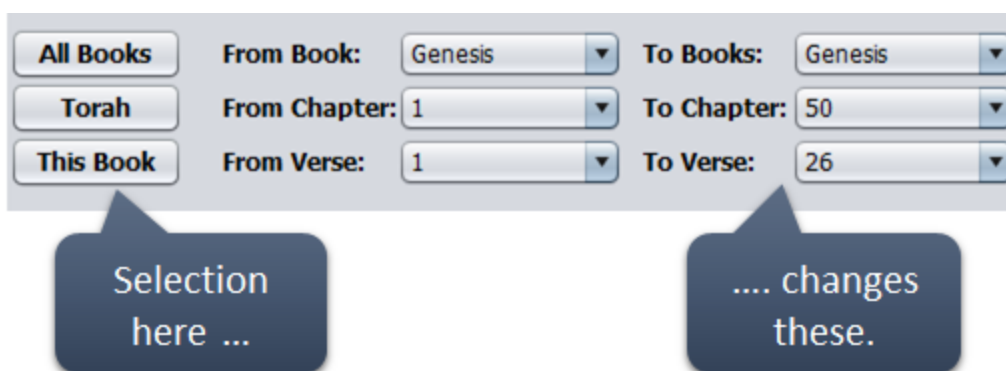 All Books From Book: Genesis To Books: Genesis
Torah From Chapter: 1 To Chapter: 50
This Book From Verse: 1 To Verse: 26
Selection
here ...
.... changes
these.